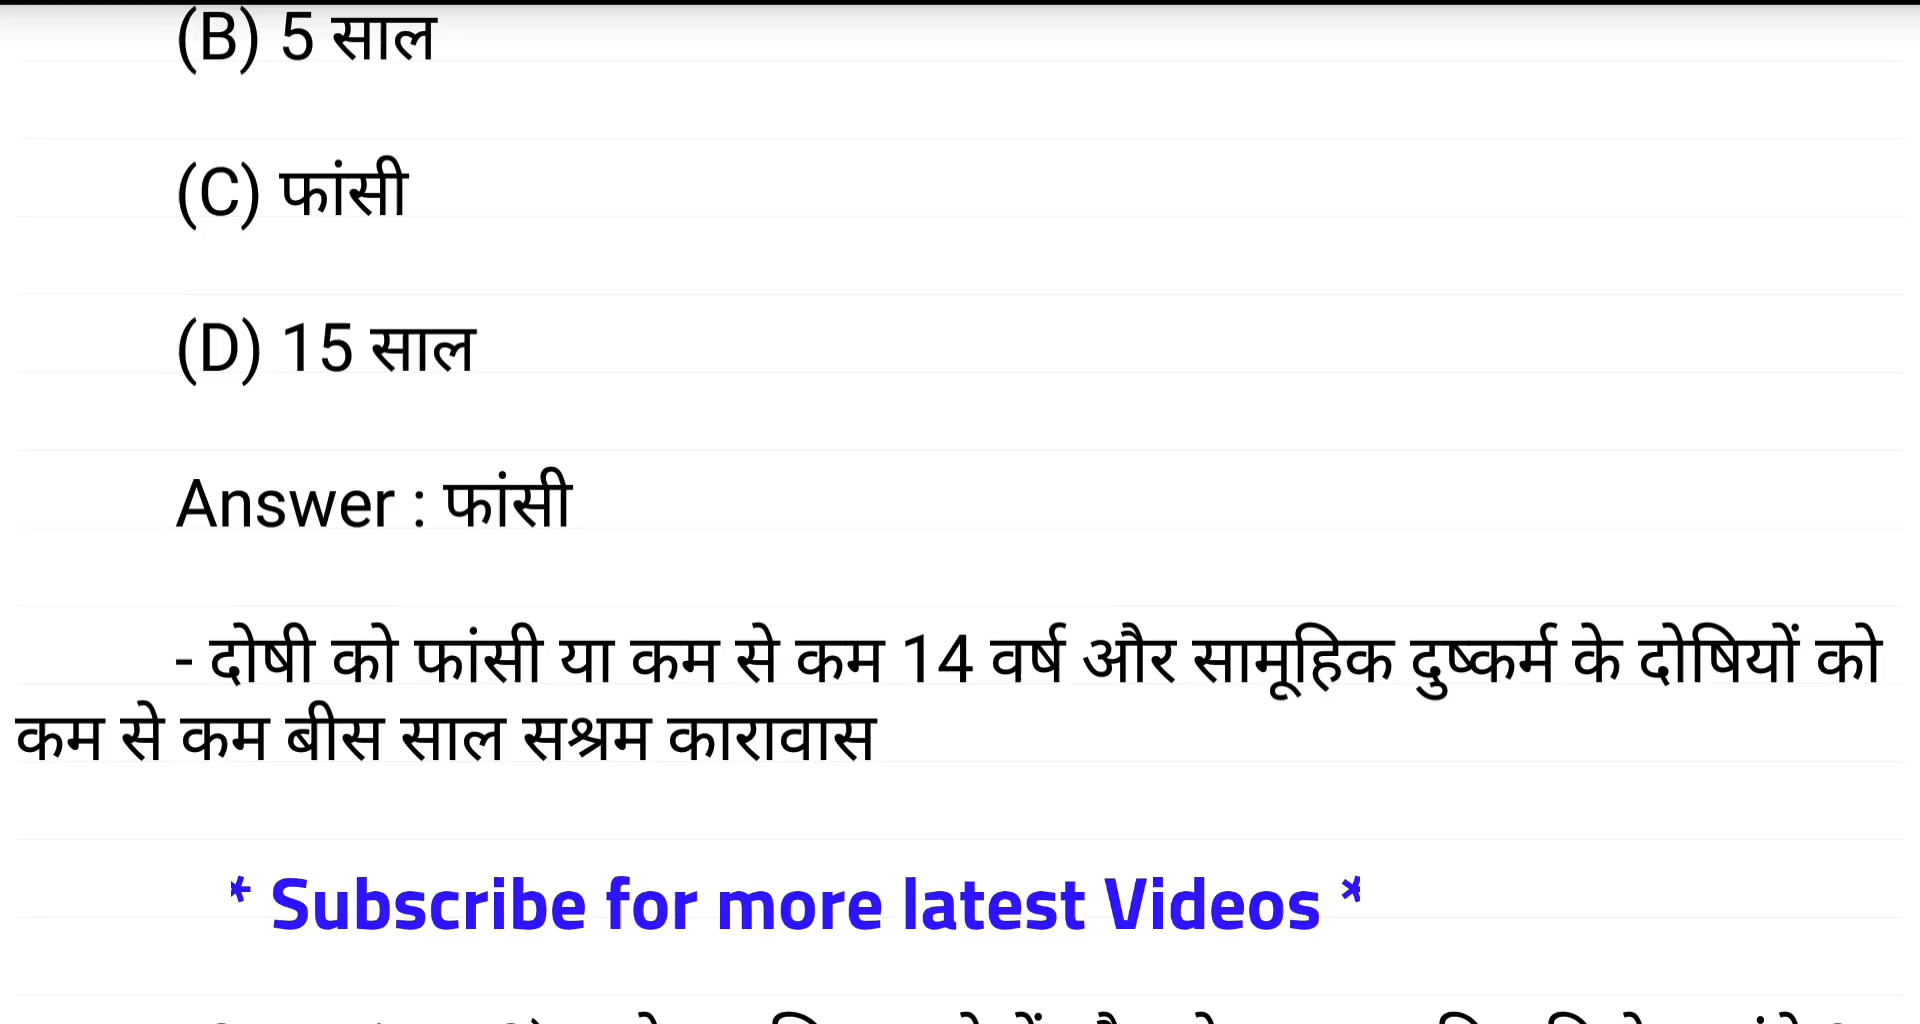 (B) 5 साल
(C) फांसी
(D) 15 साल
Answer : फांसी
- दोषी को फांसी या कम से कम 14 वर्ष और सामूहिक दुष्कर्म के दोषियों को
कम से कम बीस साल सश्रम कारावास
* Subscribe for more latest Videos *